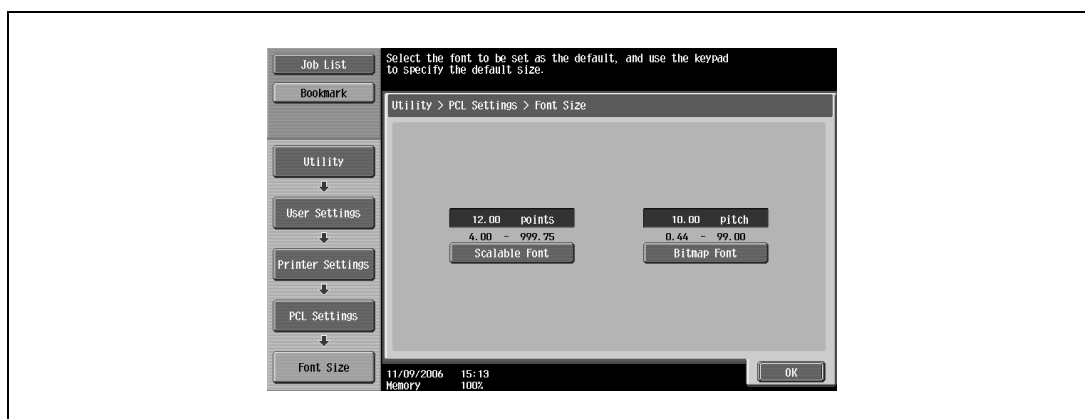 Job List
Bookmark
Select the font to be set as the default, and use the keypad
to specify the default size.
Utility > PCL Settings > Font Size
Utility
User Settings
Printer Settings
PCL Settings
Font Size
12.00 points
4.00 - 999.75
Scalable Font
10.00 pitch
0.44 - 99.00
Bitmap Font
11/09/2006 15:13
Memory 100%
OK